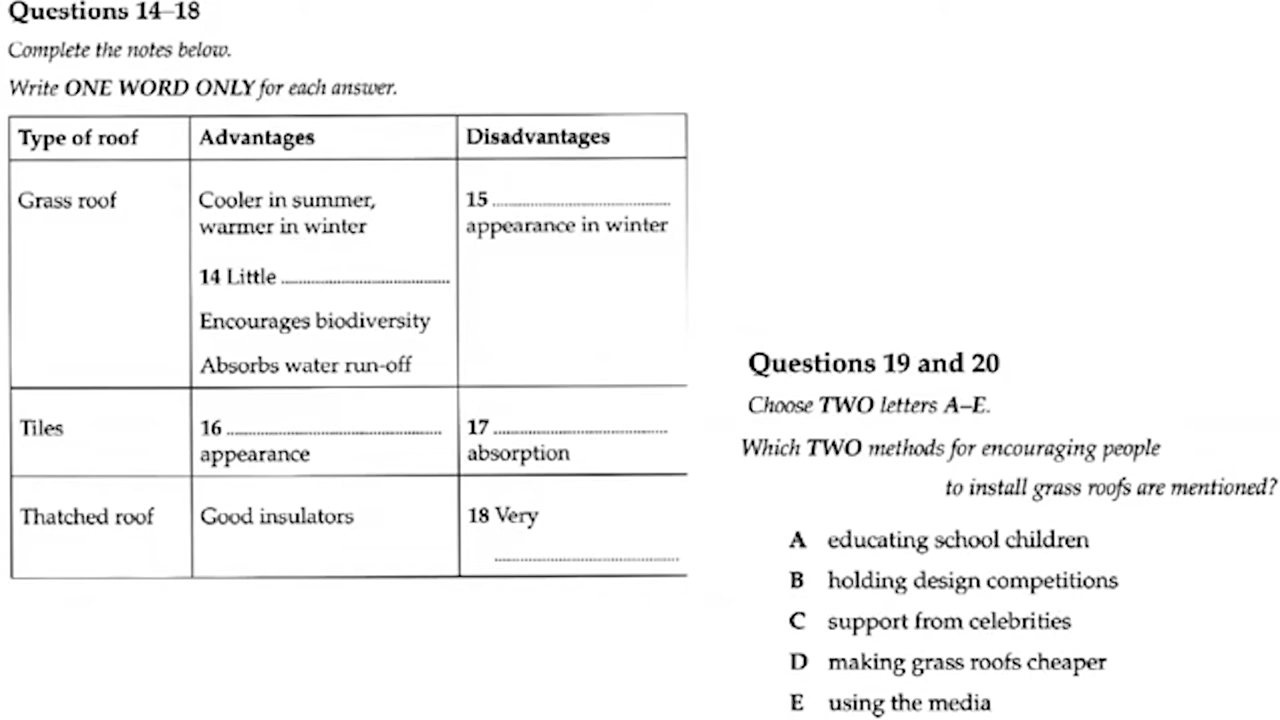 Questions 14–18
Complete the notes below.
Write ONE WORD ONLY for each answer.
Type of roof
Advantages
Disadvantages
Grass roof
Cooler in summer,
warmer in winter
14 Little ........................................
Encourages biodiversity
Absorbs water run-off
15 ........................................
appearance in winter
Tiles
16 ........................................
appearance
17 ........................................
absorption
Thatched roof
Good insulators
18 Very
........................................
Questions 19 and 20
Choose TWO letters A–E.
Which TWO methods for encouraging people
to install grass roofs are mentioned?
A educating school children
B holding design competitions
C support from celebrities
D making grass roofs cheaper
E using the media